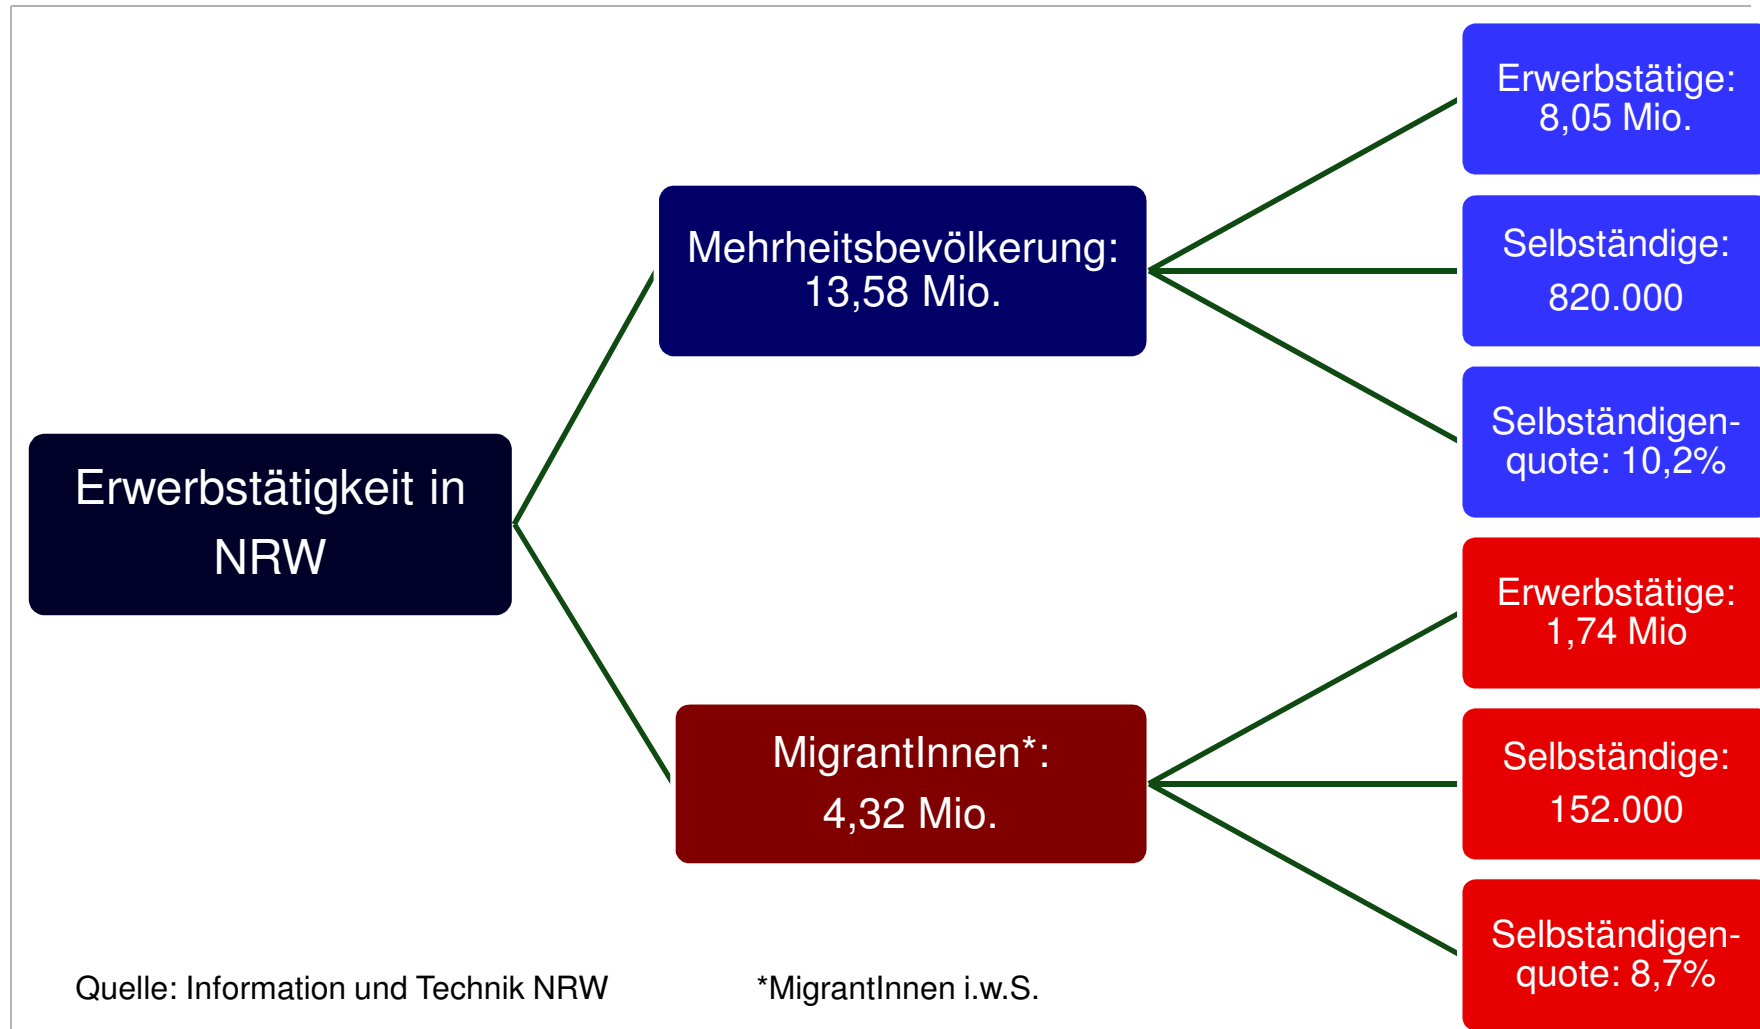 Erwerbstätigkeit in
NRW
Mehrheitsbevölkerung:
13,58 Mio.
Erwerbstätige:
8,05 Mio.
Selbständige:
820.000
Selbständigen-
quote: 10,2%
MigrantInnen*:
4,32 Mio.
Erwerbstätige:
1,74 Mio
Selbständige:
152.000
Selbständigen-
quote: 8,7%
Quelle: Information und Technik NRW
*MigrantInnen i.w.S.